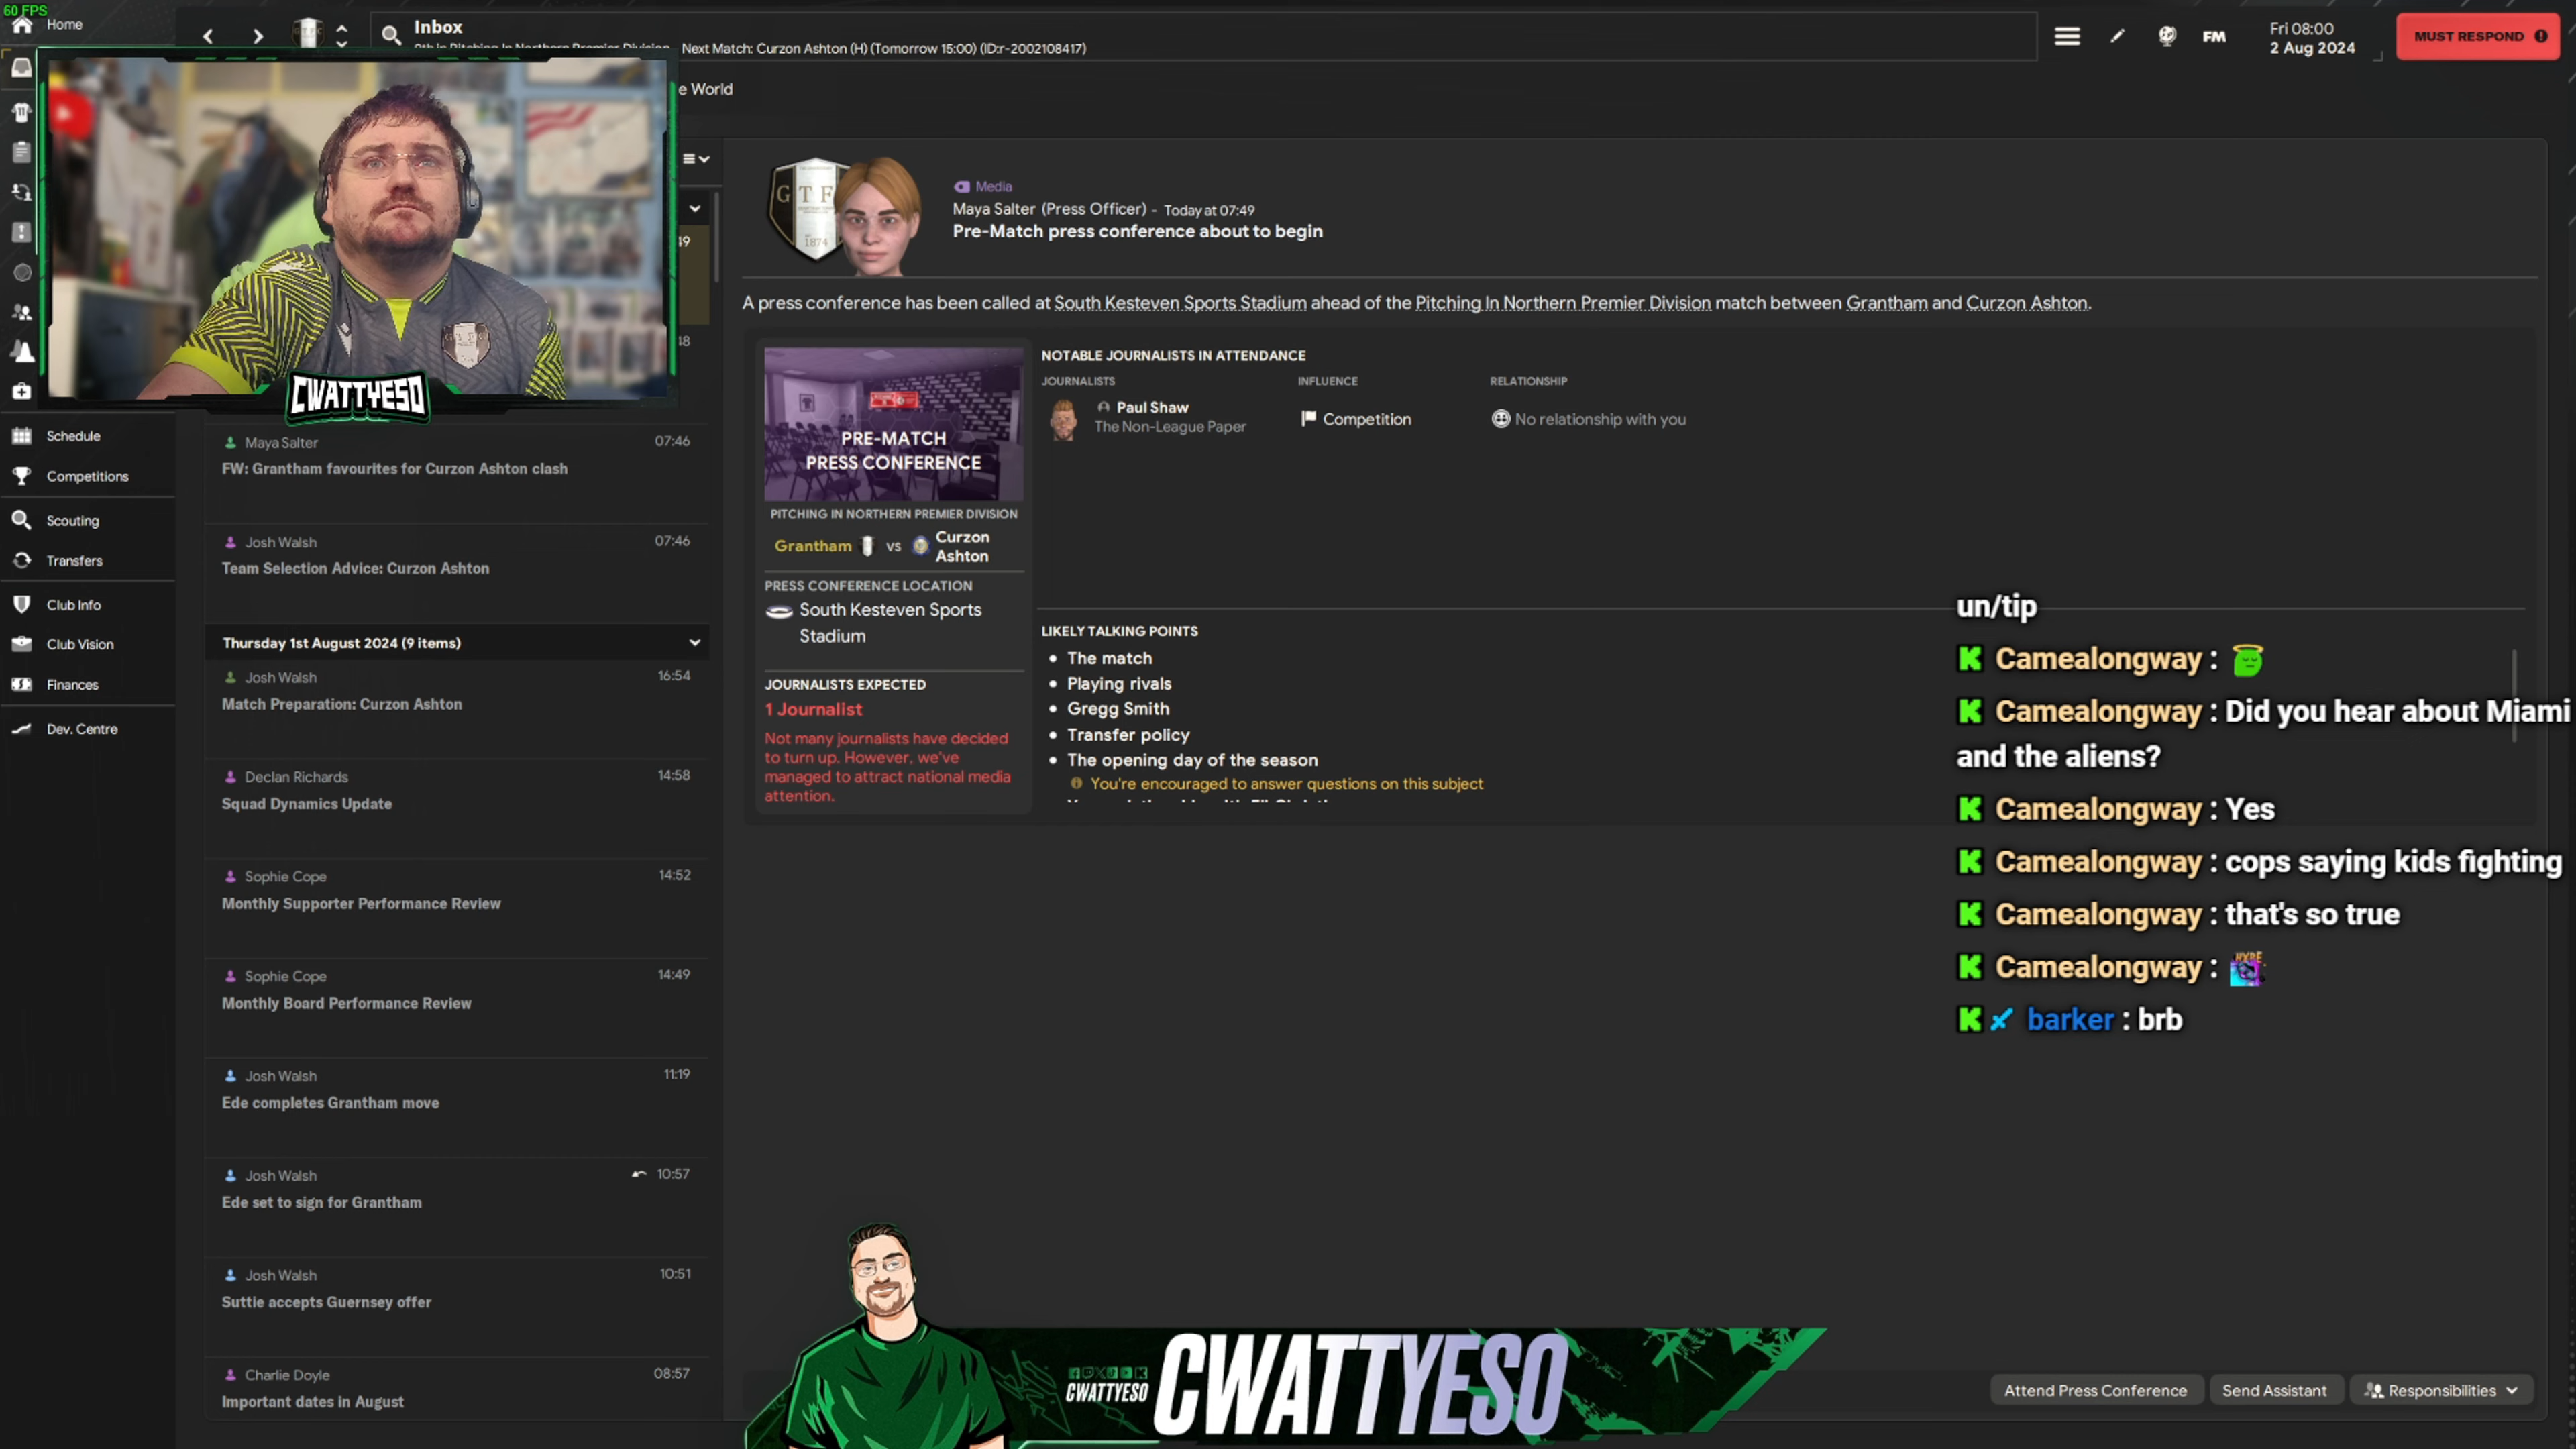 60 FPS
Home
Inbox
Next Match: Curzon Ashton (H) (Tomorrow 15:00) (ID:r-2002108417)
FM
Fri 08:00
2 Aug 2024
MUST RESPOND
e World
GTF
1874
Media
Maya Salter (Press Officer) - Today at 07:49
Pre-Match press conference about to begin
A press conference has been called at South Kesteven Sports Stadium ahead of the Pitching In Northern Premier Division match between Grantham and Curzon Ashton.
49
48
CWATTYESO
Schedule
Competitions
Scouting
Transfers
Club Info
Club Vision
Finances
Dev. Centre
Maya Salter 07:46
FW: Grantham favourites for Curzon Ashton clash
Josh Walsh 07:46
Team Selection Advice: Curzon Ashton
Thursday 1st August 2024 (9 items)
Josh Walsh 16:54
Match Preparation: Curzon Ashton
Declan Richards 14:58
Squad Dynamics Update
Sophie Cope 14:52
Monthly Supporter Performance Review
Sophie Cope 14:49
Monthly Board Performance Review
Josh Walsh 11:19
Ede completes Grantham move
Josh Walsh 10:57
Ede set to sign for Grantham
Josh Walsh 10:51
Suttie accepts Guernsey offer
Charlie Doyle 08:57
Important dates in August
PRE-MATCH
PRESS CONFERENCE
PITCHING IN NORTHERN PREMIER DIVISION
Grantham vs Curzon
Ashton
PRESS CONFERENCE LOCATION
South Kesteven Sports
Stadium
JOURNALISTS EXPECTED
1 Journalist
Not many journalists have decided
to turn up. However, we've
managed to attract national media
attention.
NOTABLE JOURNALISTS IN ATTENDANCE
JOURNALISTS INFLUENCE RELATIONSHIP
Paul Shaw
The Non-League Paper
Competition
No relationship with you
LIKELY TALKING POINTS
• The match
• Playing rivals
• Gregg Smith
• Transfer policy
• The opening day of the season
You're encouraged to answer questions on this subject
un/tip
Camealongway :
Camealongway : Did you hear about Miami
and the aliens?
Camealongway : Yes
Camealongway : cops saying kids fighting
Camealongway : that's so true
Camealongway : HYPE
barker : brb
CWATTYESO
CWATTYESO
Attend Press Conference
Send Assistant
Responsibilities